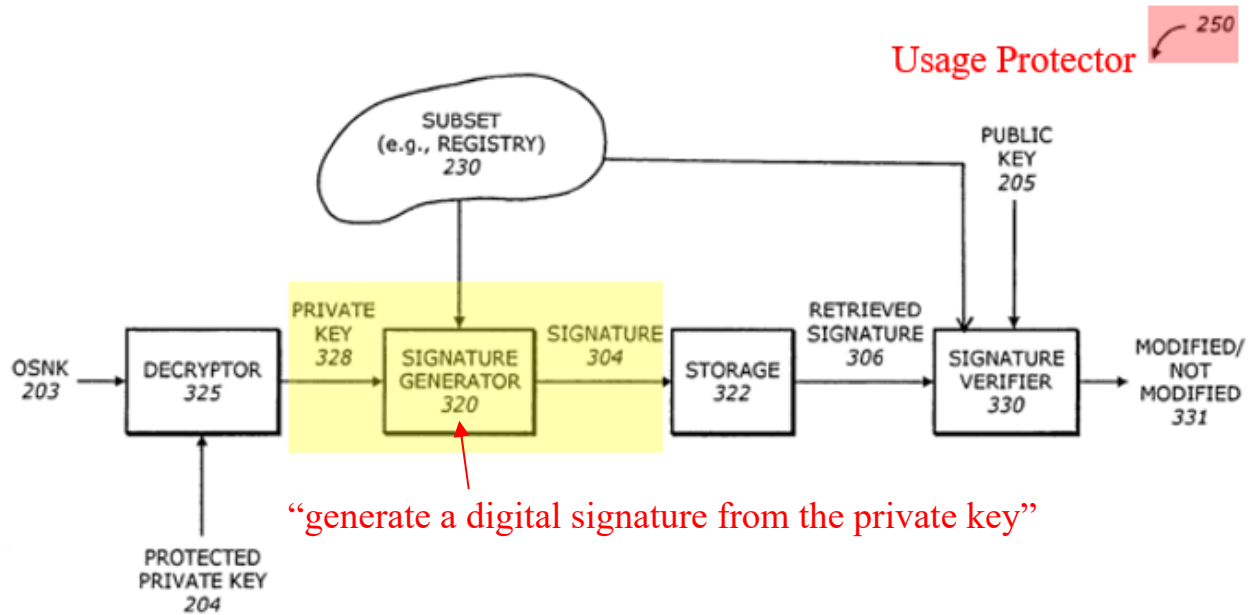 250
Usage Protector
SUBSET
(e.g., REGISTRY)
230
PUBLIC
KEY
205
PRIVATE
KEY
328
SIGNATURE
304
RETRIEVED
SIGNATURE
306
OSNK
203
DECRYPTOR
325
SIGNATURE
GENERATOR
320
STORAGE
322
SIGNATURE
VERIFIER
330
MODIFIED/
NOT
MODIFIED
331
“generate a digital signature from the private key”
PROTECTED
PRIVATE KEY
204